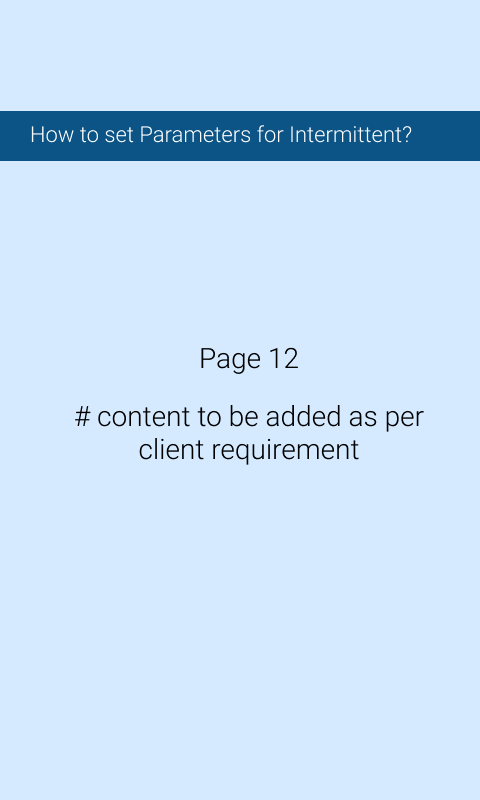 How to set Parameters for Intermittent?
Page 12
# content to be added as per
client requirement